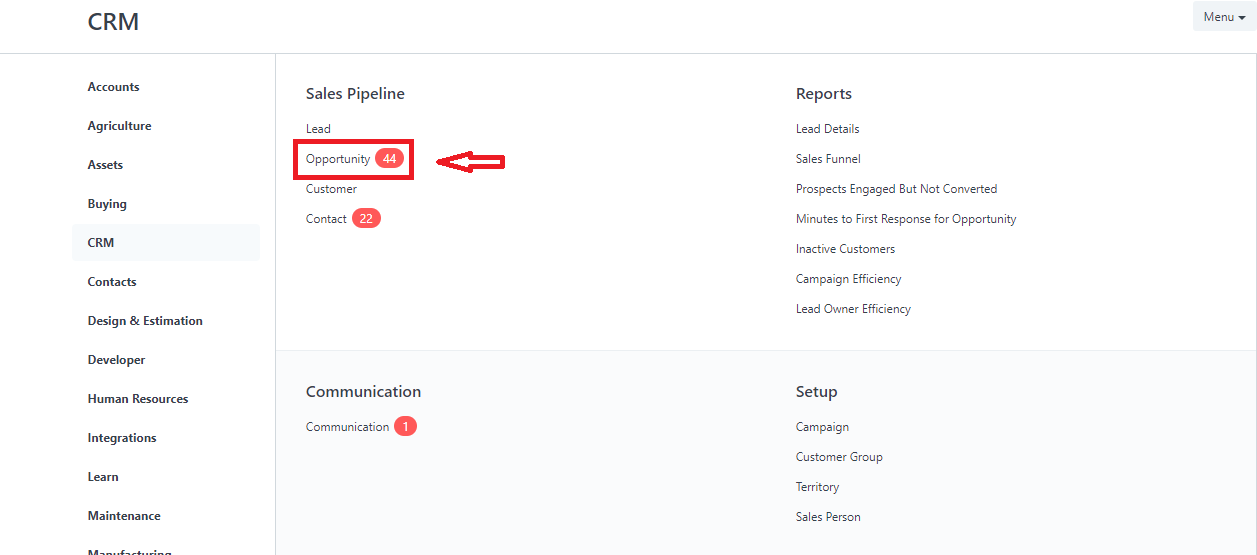 CRM
Menu
Accounts
Agriculture
Assets
Buying
CRM
Contacts
Design & Estimation
Developer
Human Resources
Integrations
Learn
Maintenance
Manufacturing
Sales Pipeline
Lead
Opportunity 44
Customer
Contact 22
Reports
Lead Details
Sales Funnel
Prospects Engaged But Not Converted
Minutes to First Response for Opportunity
Inactive Customers
Campaign Efficiency
Lead Owner Efficiency
Communication
Communication 1
Setup
Campaign
Customer Group
Territory
Sales Person